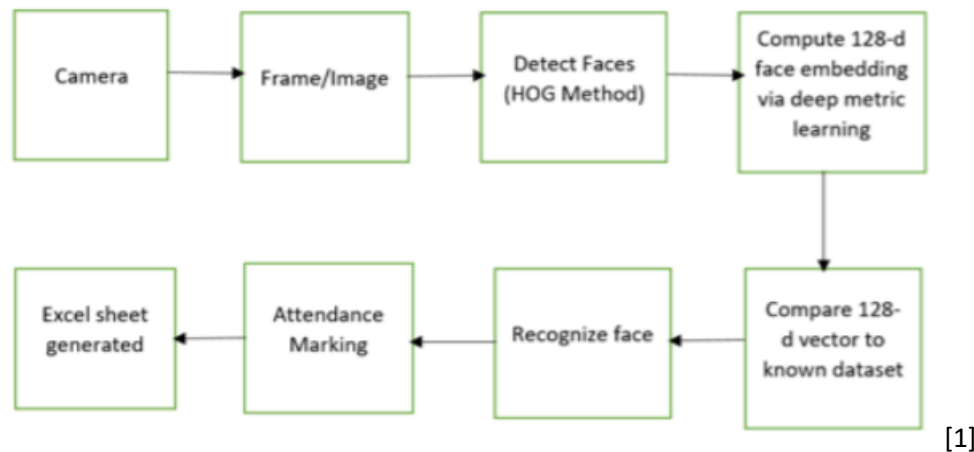 Camera
Frame/Image
Detect Faces
(HOG Method)
Compute 128-d
face embedding
via deep metric
learning
Compare 128-
d vector to
known dataset
Recognize face
Attendance
Marking
Excel sheet
generated
[1]